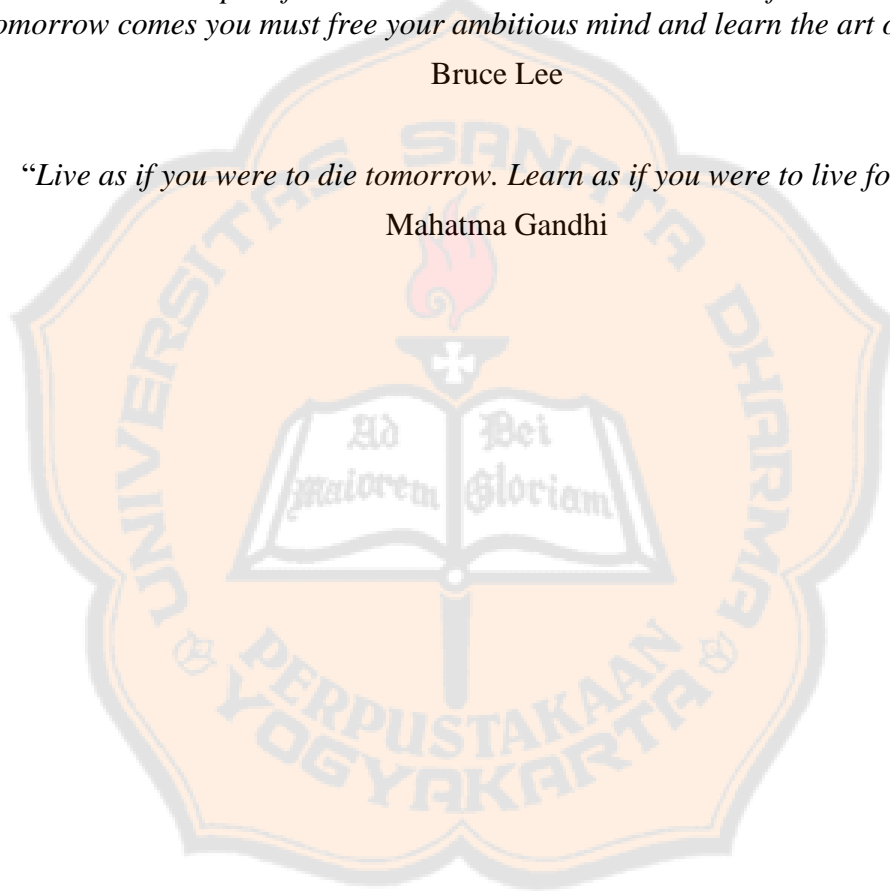 tomorrow comes you must free your ambitious mind and learn the art
Bruce Lee
“Live as if you were to die tomorrow. Learn as if you were to live
Mahatma Gandhi
UNIVERSITAS SANATA DHARMA
Ad Dei
Maiorem Gloriam
PERPUSTAKAAN
YOGYAKARTA